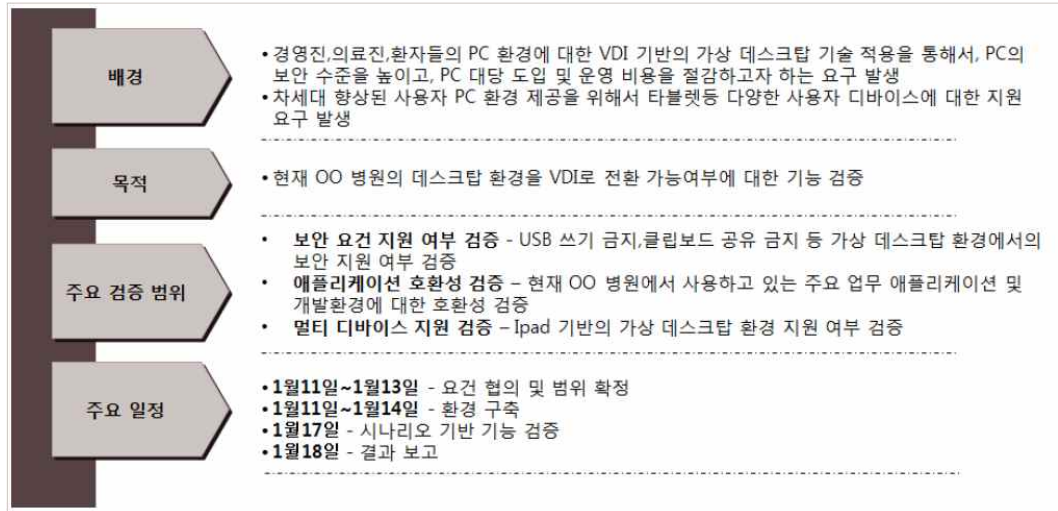 배경
• 경영진,의료진,환자들의 PC 환경에 대한 VDI 기반의 가상 데스크탑 기술 적용을 통해서, PC의
보안 수준을 높이고, PC 대당 도입 및 운영 비용을 절감하고자 하는 요구 발생
• 차세대 향상된 사용자 PC 환경 제공을 위해서 타블렛등 다양한 사용자 디바이스에 대한 지원
요구 발생
목적
• 현재 OO 병원의 데스크탑 환경을 VDI로 전환 가능여부에 대한 기능 검증
주요 검증 범위
• 보안 요건 지원 여부 검증 - USB 쓰기 금지,클립보드 공유 금지 등 가상 데스크탑 환경에서의
보안 지원 여부 검증
• 애플리케이션 호환성 검증 – 현재 OO 병원에서 사용하고 있는 주요 업무 애플리케이션 및
개발환경에 대한 호환성 검증
• 멀티 디바이스 지원 검증 – Ipad 기반의 가상 데스크탑 환경 지원 여부 검증
주요 일정
• 1월11일~1월13일 - 요건 협의 및 범위 확정
• 1월11일~1월14일 - 환경 구축
• 1월17일 - 시나리오 기반 기능 검증
• 1월18일 - 결과 보고